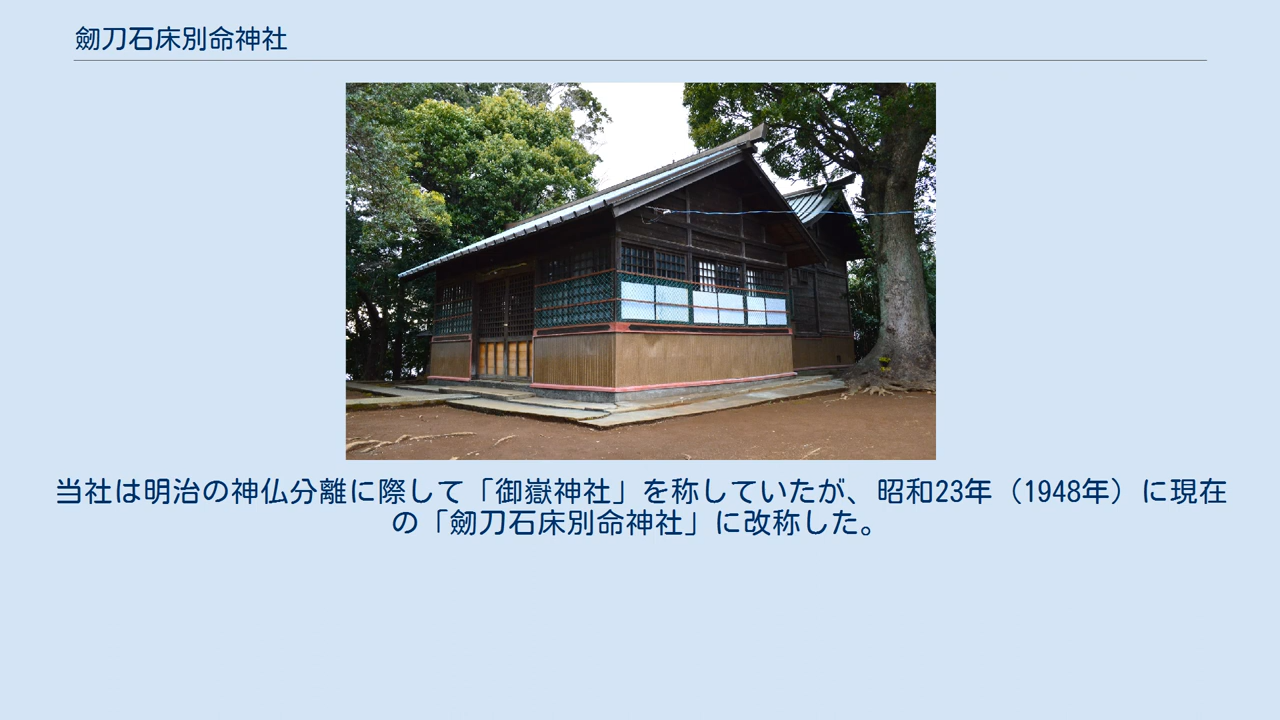 劒刀石床別命神社
当社は明治の神仏分離に際して「御嶽神社」を称していたが、昭和23年（1948年）に現在
の「劒刀石床別命神社」に改称した。